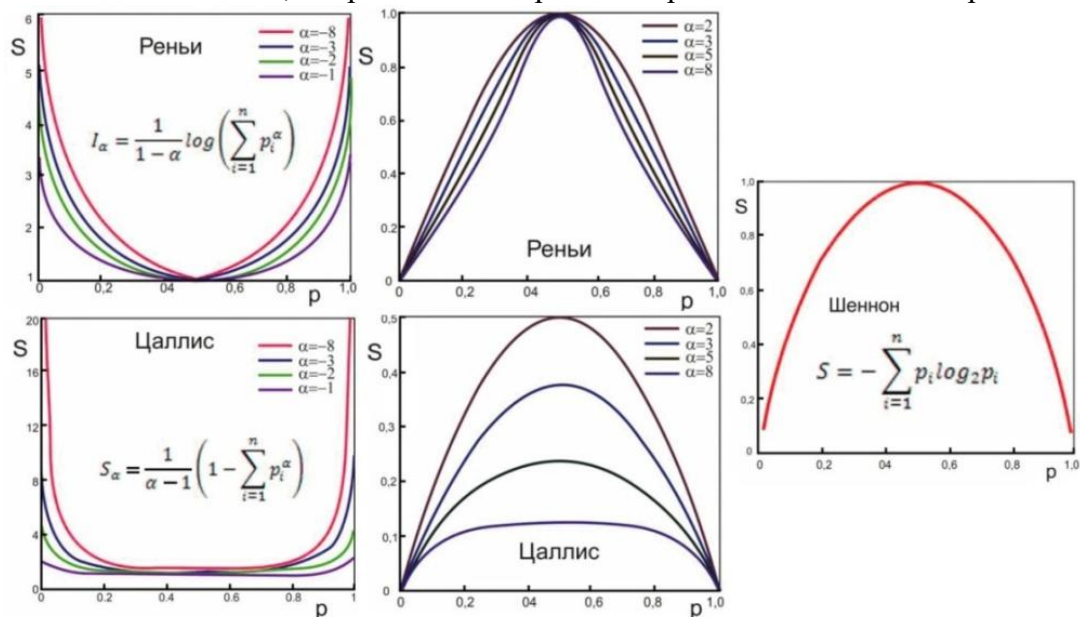 6
S
5
4
3
2
1
Реньи
α=−8
α=−3
α=−2
α=−1
I_α = 1/(1 − α) log(∑_{i=1}^{n} p_i^α)
0 0,2 04 0,6 0,8 1,0
p
1.0
S
0.8
0.6
0.4
0.2
0
α=2
α=3
α=5
α=8
Реньи
0 0,2 04 0,6 0,8 1,0
p
20
S
16
12
8
4
0
Цаллис
α=−8
α=−3
α=−2
α=−1
S_α = 1/(α − 1) (1 − ∑_{i=1}^{n} p_i^α)
0 0,2 04 0,6 0,8 1
p
0,5
S
0,4
0,3
0,2
0,1
0
α=2
α=3
α=5
α=8
Цаллис
0 0,2 04 0,6 0,8 1,0
p
1,0
S
0,8
0,6
0,4
0,2
0
Шеннон
S = − ∑_{i=1}^{n} p_i log_2 p_i
0 0,2 0,4 0,6 0,8 1,0
p